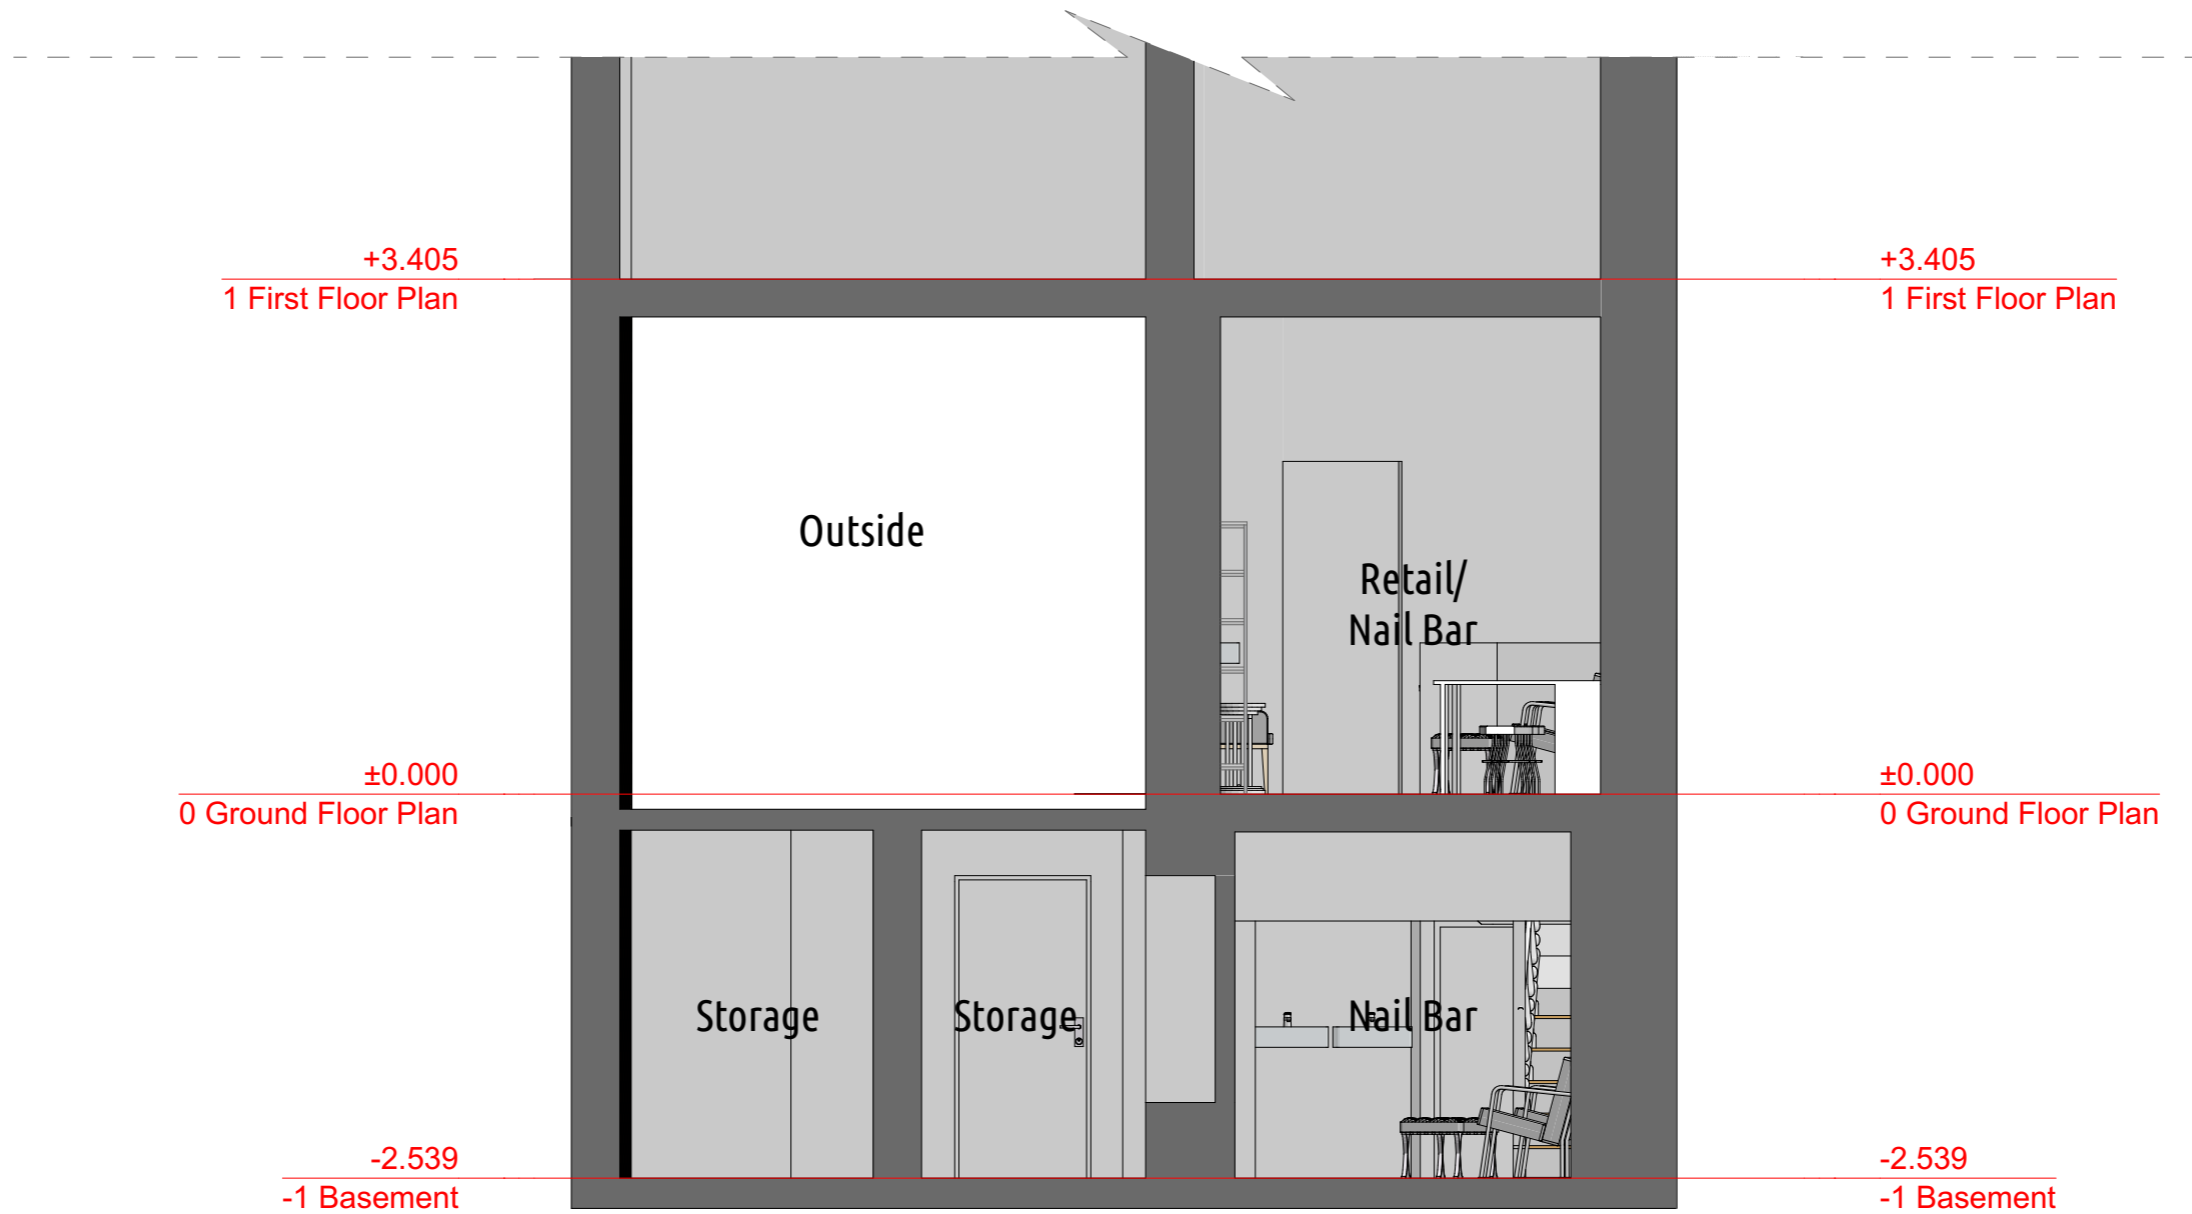 +3.405
1 First Floor Plan
+3.405
1 First Floor Plan
Outside
Retail/
Nail Bar
±0.000
0 Ground Floor Plan
±0.000
0 Ground Floor Plan
Storage
Storage
Nail Bar
-2.539
-1 Basement
-2.539
-1 Basement